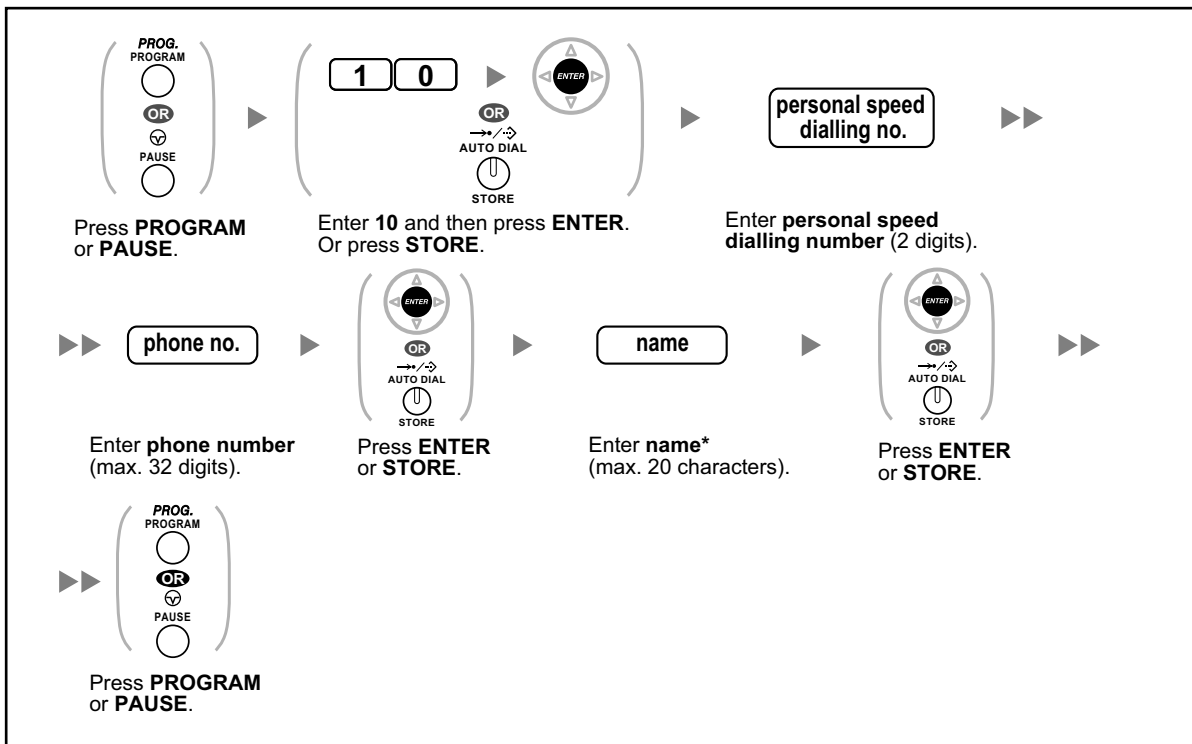 PROG.
PROGRAM
OR
PAUSE
Press PROGRAM
or PAUSE.
1 0
ENTER
OR
AUTO DIAL
STORE
Enter 10 and then press ENTER.
Or press STORE.
personal speed
dialling no.
Enter personal speed
dialling number (2 digits).
phone no.
Enter phone number
(max. 32 digits).
ENTER
OR
AUTO DIAL
STORE
Press ENTER
or STORE.
name
Enter name*
(max. 20 characters).
ENTER
OR
AUTO DIAL
STORE
Press ENTER
or STORE.
PROG.
PROGRAM
OR
PAUSE
Press PROGRAM
or PAUSE.